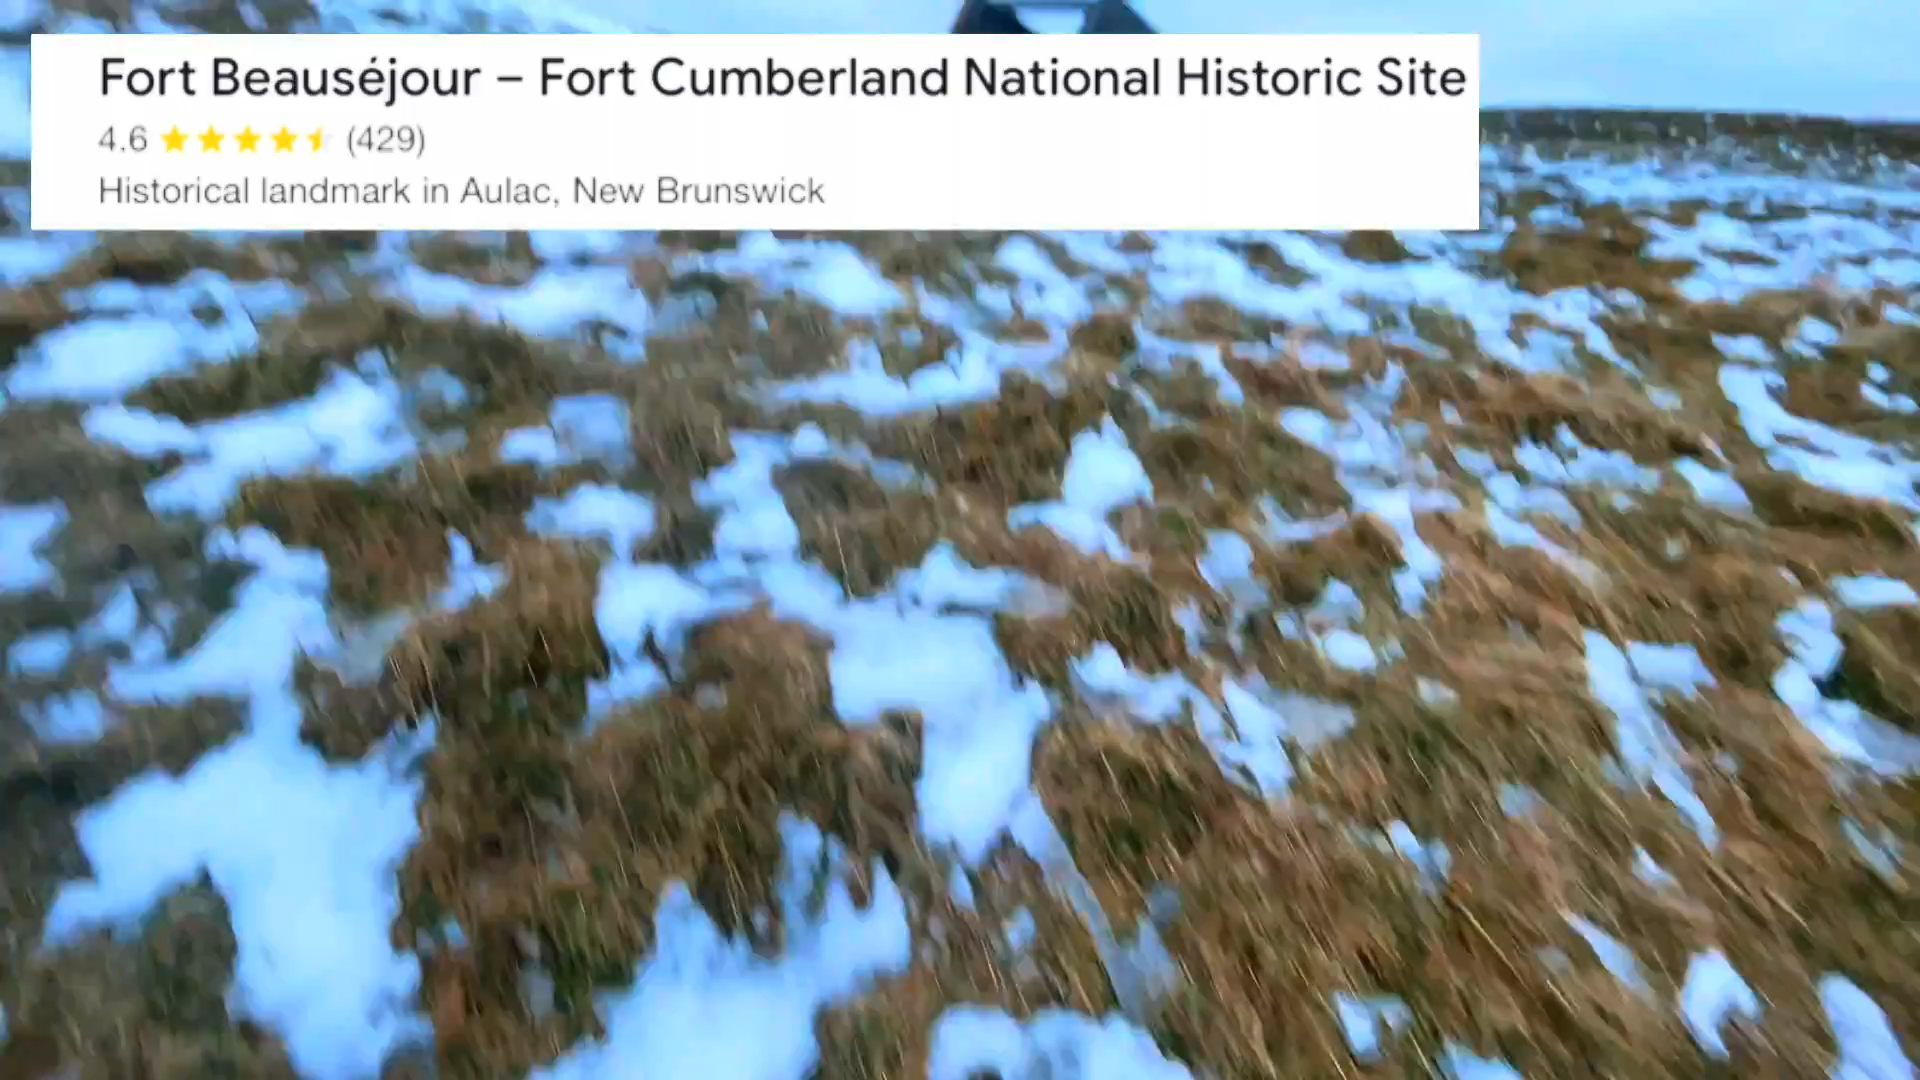 Fort Beauséjour – Fort Cumberland National Historic Site
4.6 (429)
Historical landmark in Aulac, New Brunswick